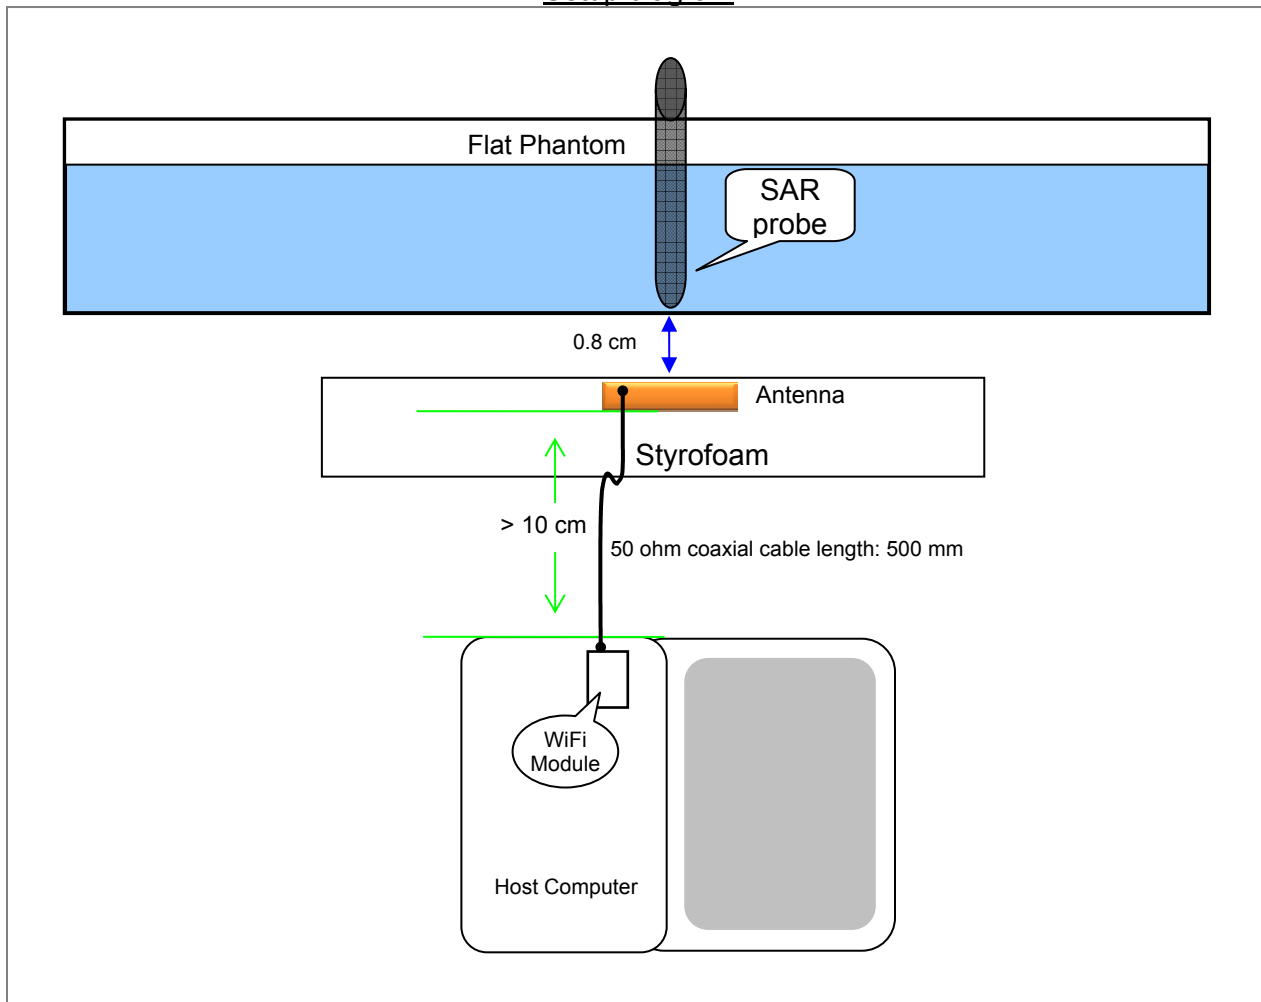 Flat Phantom
SAR
probe
0.8 cm
Antenna
Styrofoam
> 10 cm
50 ohm coaxial cable length: 500 mm
WiFi
Module
Host Computer